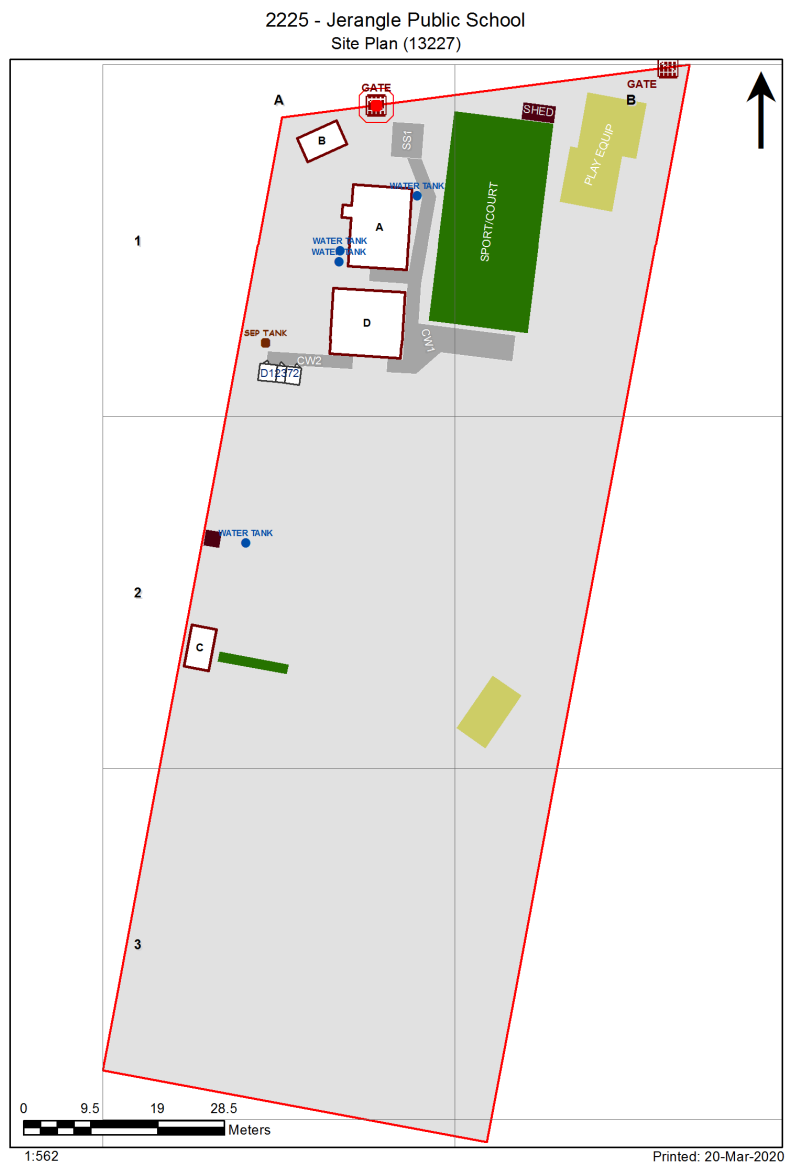 2225 - Jerangle Public School
Site Plan (13227)
GATE
GATE
A
B
SHED
B
SS1
PLAY EQUIP
WATER TANK
SPORT/COURT
A
1
WATER TANK
WATER TANK
D
SEP TANK
CW1
CW2
D12372
WATER TANK
2
C
3
0 9.5 19 28.5
Meters
1:562
Printed: 20-Mar-2020